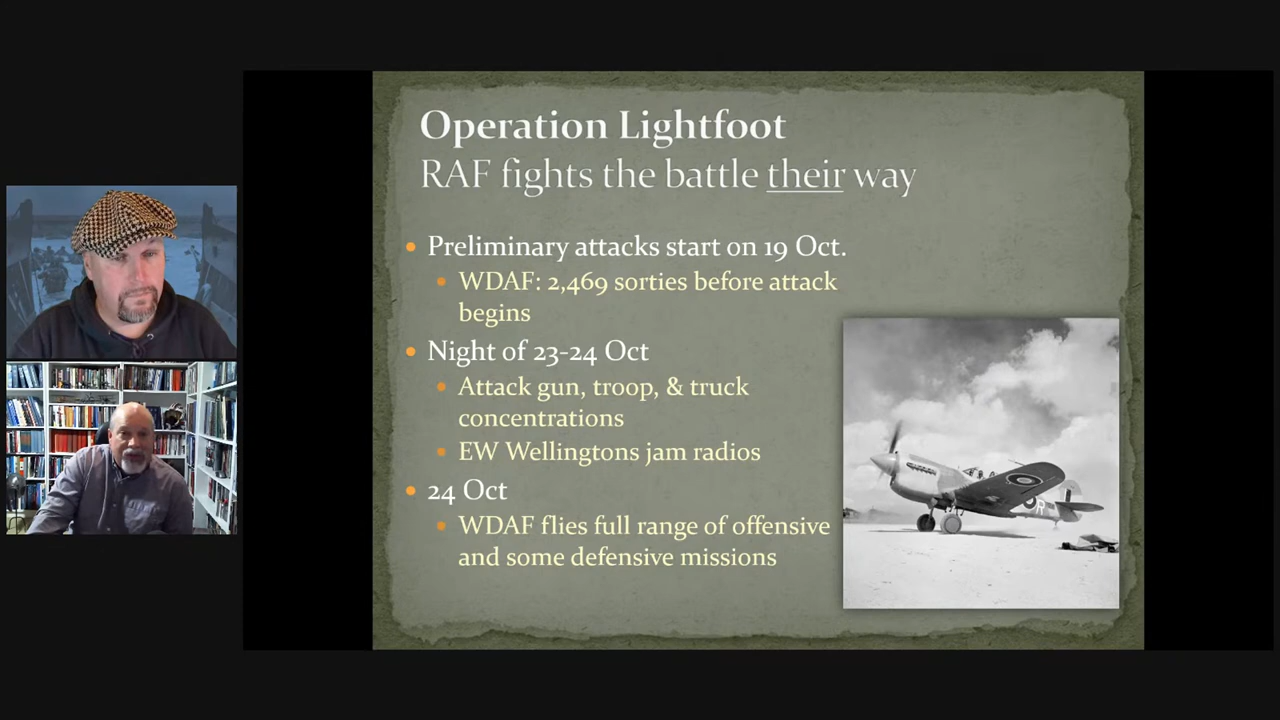 Operation Lightfoot
RAF fights the battle their way
• Preliminary attacks start on 19 Oct.
• WDAF: 2,469 sorties before attack
begins
• Night of 23-24 Oct
• Attack gun, troop, & truck
concentrations
• EW Wellingtons jam radios
• 24 Oct
• WDAF flies full range of offensive
and some defensive missions
R